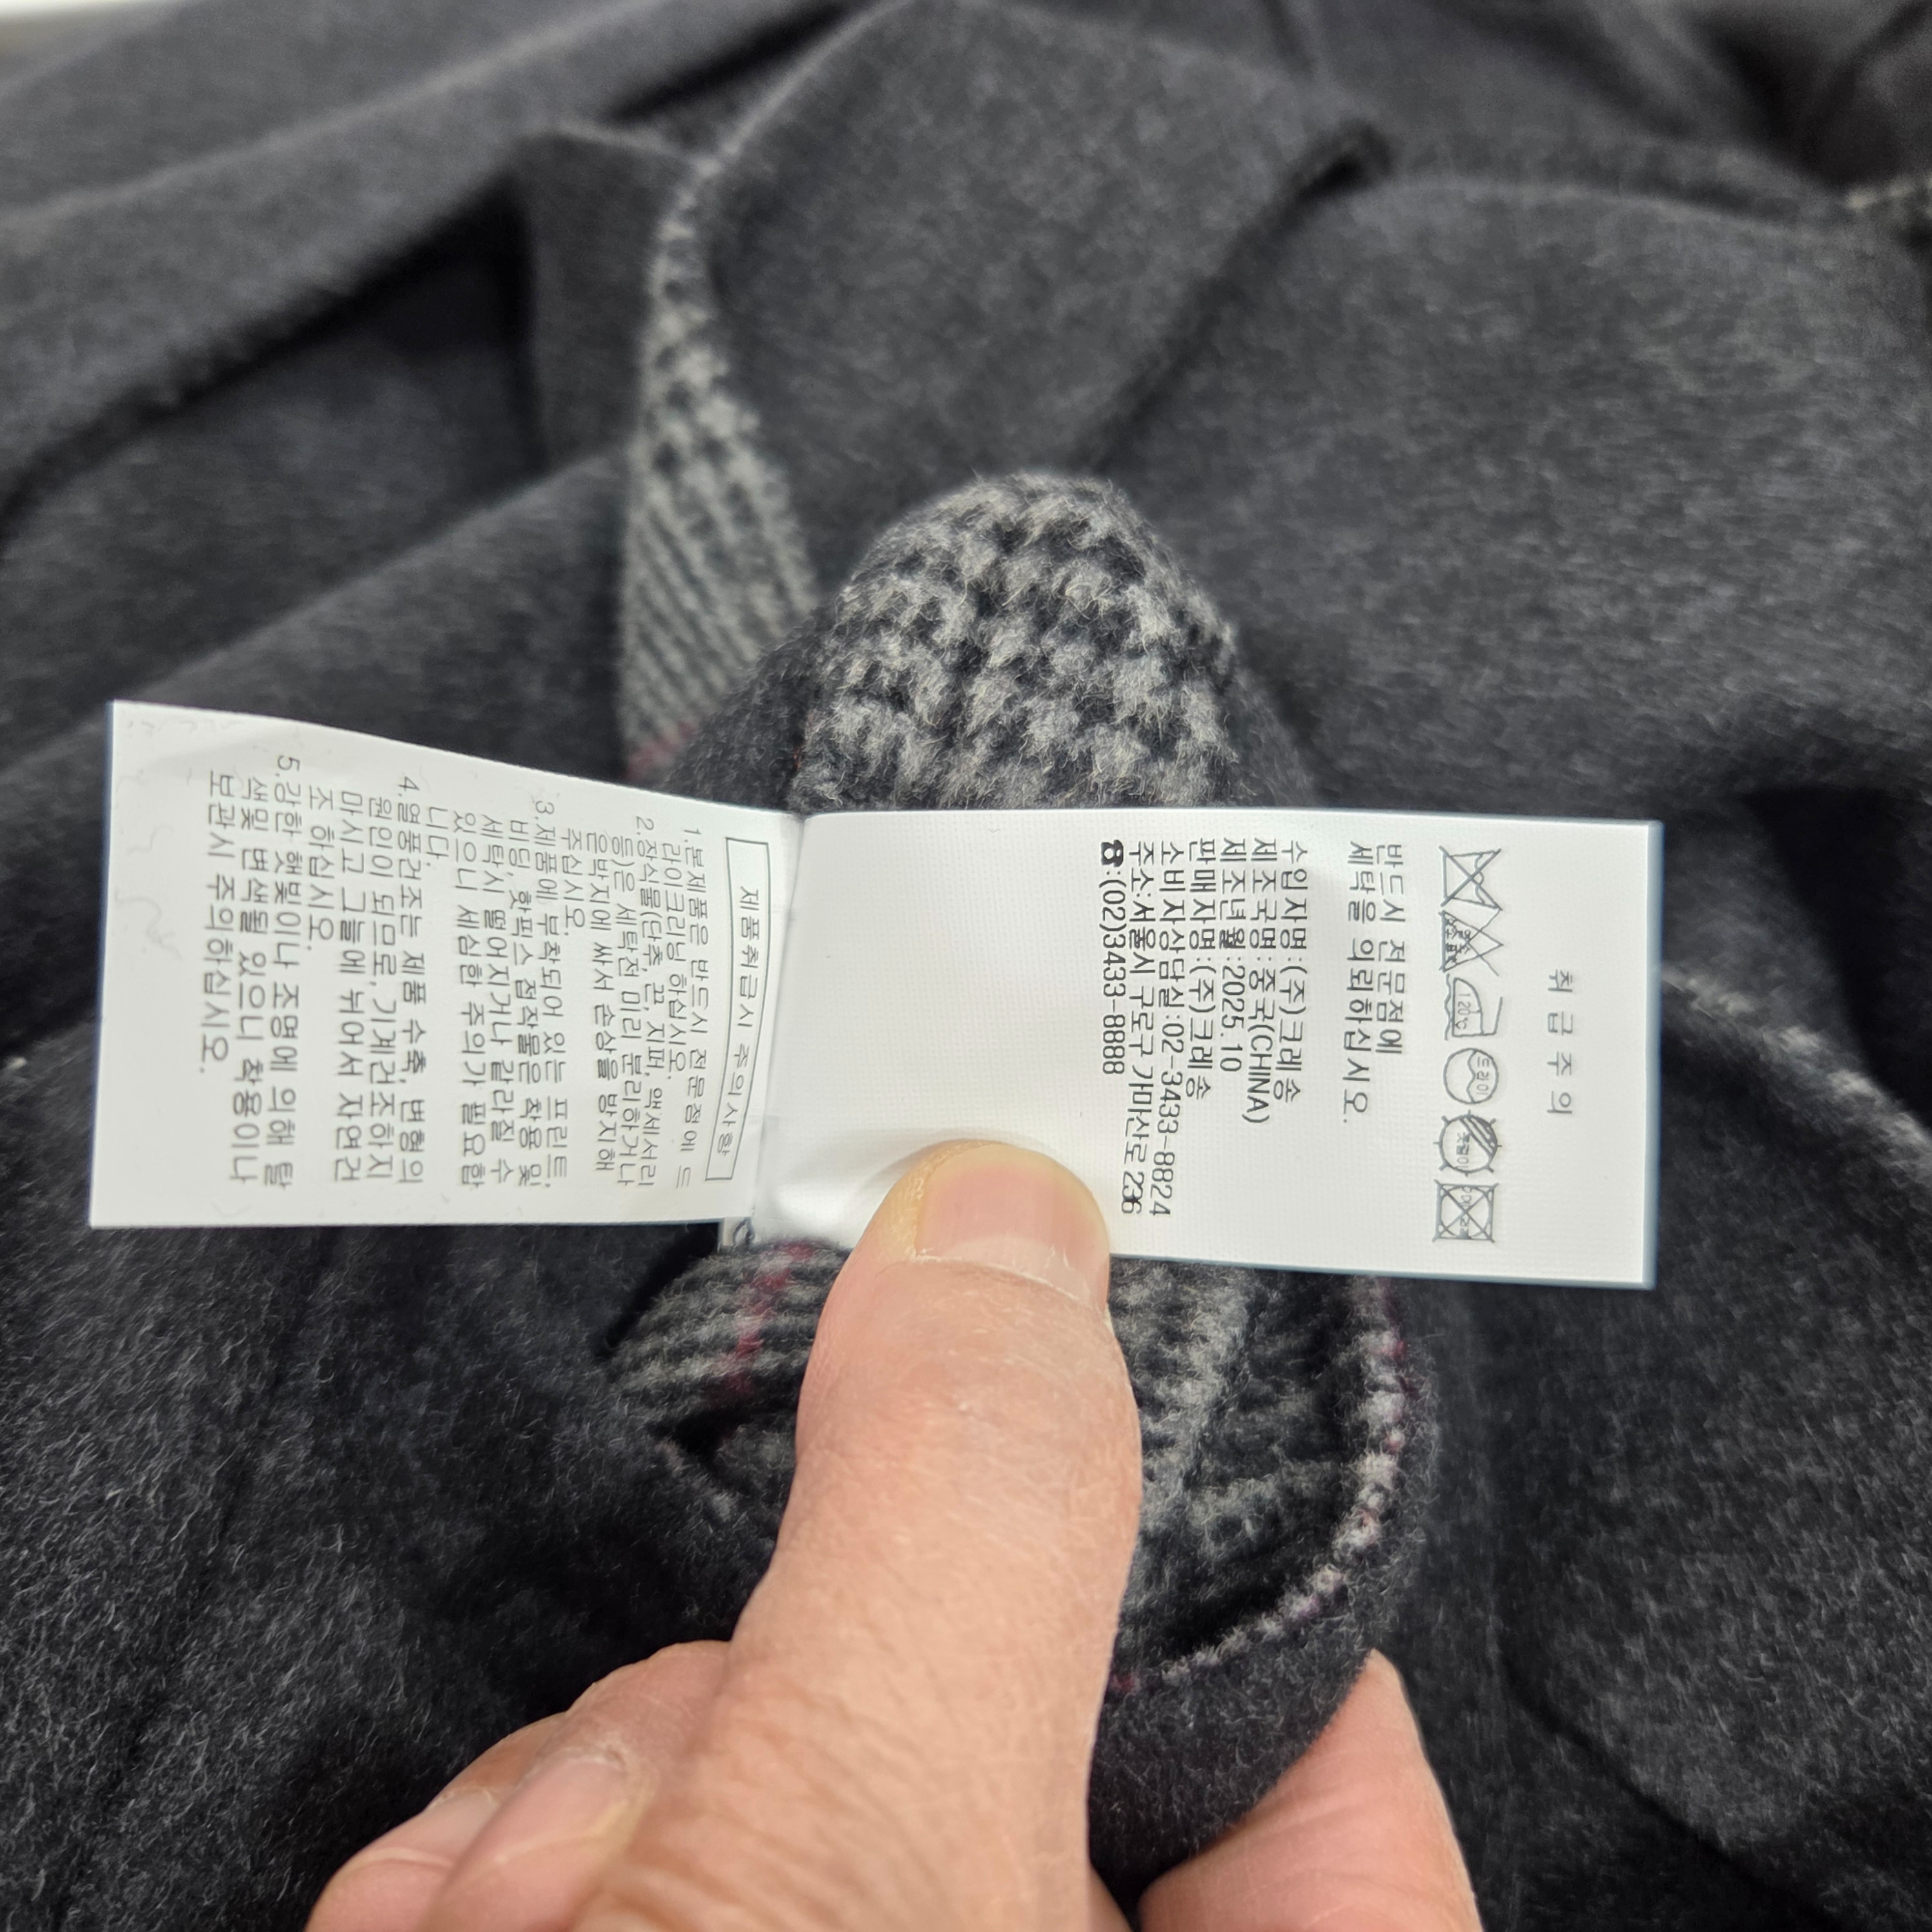 취 급 주 의
염소 표백
120℃
드라이
옷걸이
반드시 전문점에
세탁을 의뢰하십시오.
수입자명:(주)크레송
제조국명:중국(CHINA)
제조년월:2025.10
판매자명:(주)크레송
소비자상담실:02-3433-8824
주소:서울시 구로구 가마산로 236
☎:(02)3433-8888
제품취급시 주의사항
1.본제품은 반드시 전문점에 드
라이크리닝 하십시오.
2.장식물(단추, 끈, 지퍼, 액세서리
등)은 세탁전 미리 분리하거나
은박지에 싸서 손상을 방지해
주십시오.
3.제품에 부착되어 있는 프린트,
비딩, 핫픽스 접착물은 착용 및
세탁시 떨어지거나 갈라질 수
있으니 세심한 주의가 필요합
니다.
4.열풍건조는 제품 수축, 변형의
원인이 되므로, 기계건조하지
마시고 그늘에 뉘어서 자연건
조 하십시오.
5.강한 햇빛이나 조명에 의해 탈
색및 변색될 있으니 착용이나
보관시 주의하십시오.